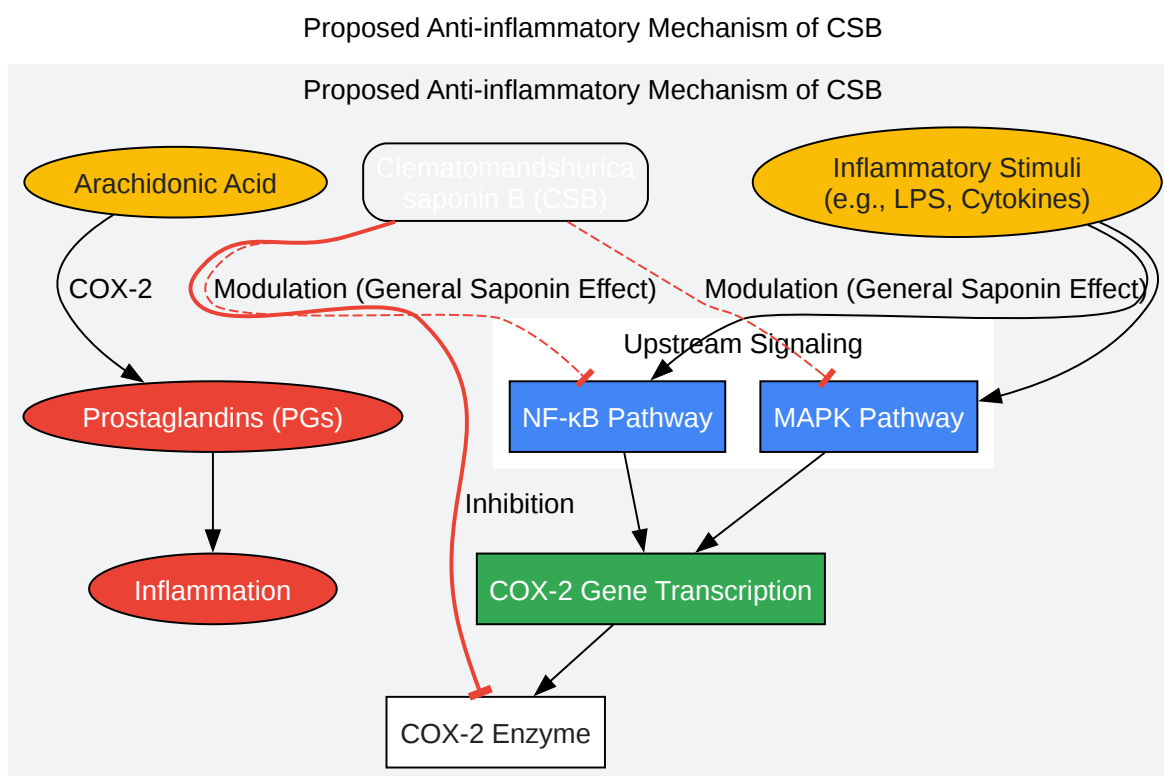 Proposed Anti-inflammatory Mechanism of CSB
Proposed Anti-inflammatory Mechanism of CSB
Arachidonic Acid
Clematomandshurica
saponin B (CSB)
Inflammatory Stimuli
(e.g., LPS, Cytokines)
COX-2
Modulation (General Saponin Effect)
Modulation (General Saponin Effect)
Upstream Signaling
Prostaglandins (PGs)
NF-κB Pathway
MAPK Pathway
Inhibition
Inflammation
COX-2 Gene Transcription
COX-2 Enzyme